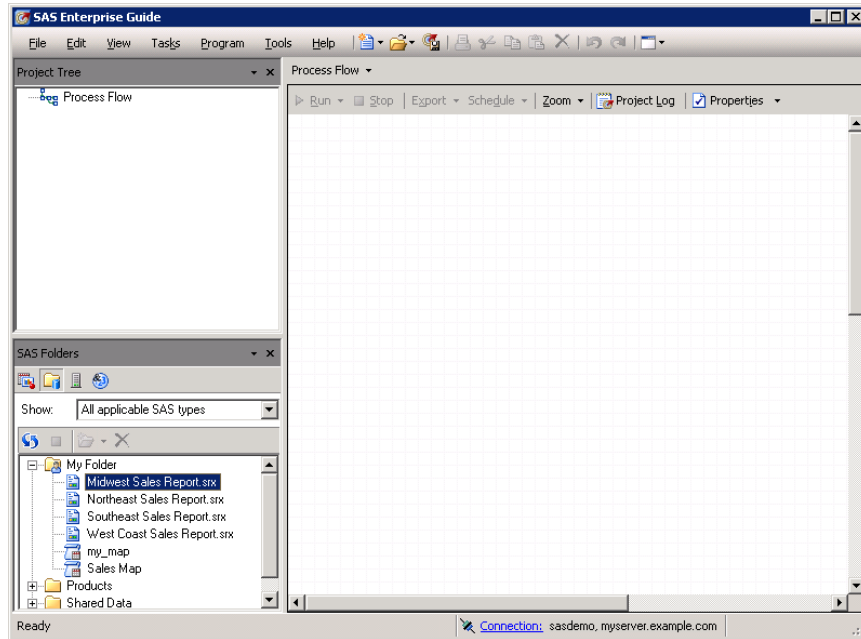 SAS Enterprise Guide
File Edit View Tasks Program Tools Help
Project Tree
Process Flow
Process Flow
Run Stop Export Schedule Zoom Project Log Properties
SAS Folders
Show: All applicable SAS types
My Folder
Midwest Sales Report.srx
Northeast Sales Report.srx
Southeast Sales Report.srx
West Coast Sales Report.srx
my_map
Sales Map
Products
Shared Data
Ready
Connection: sasdemo, myserver.example.com